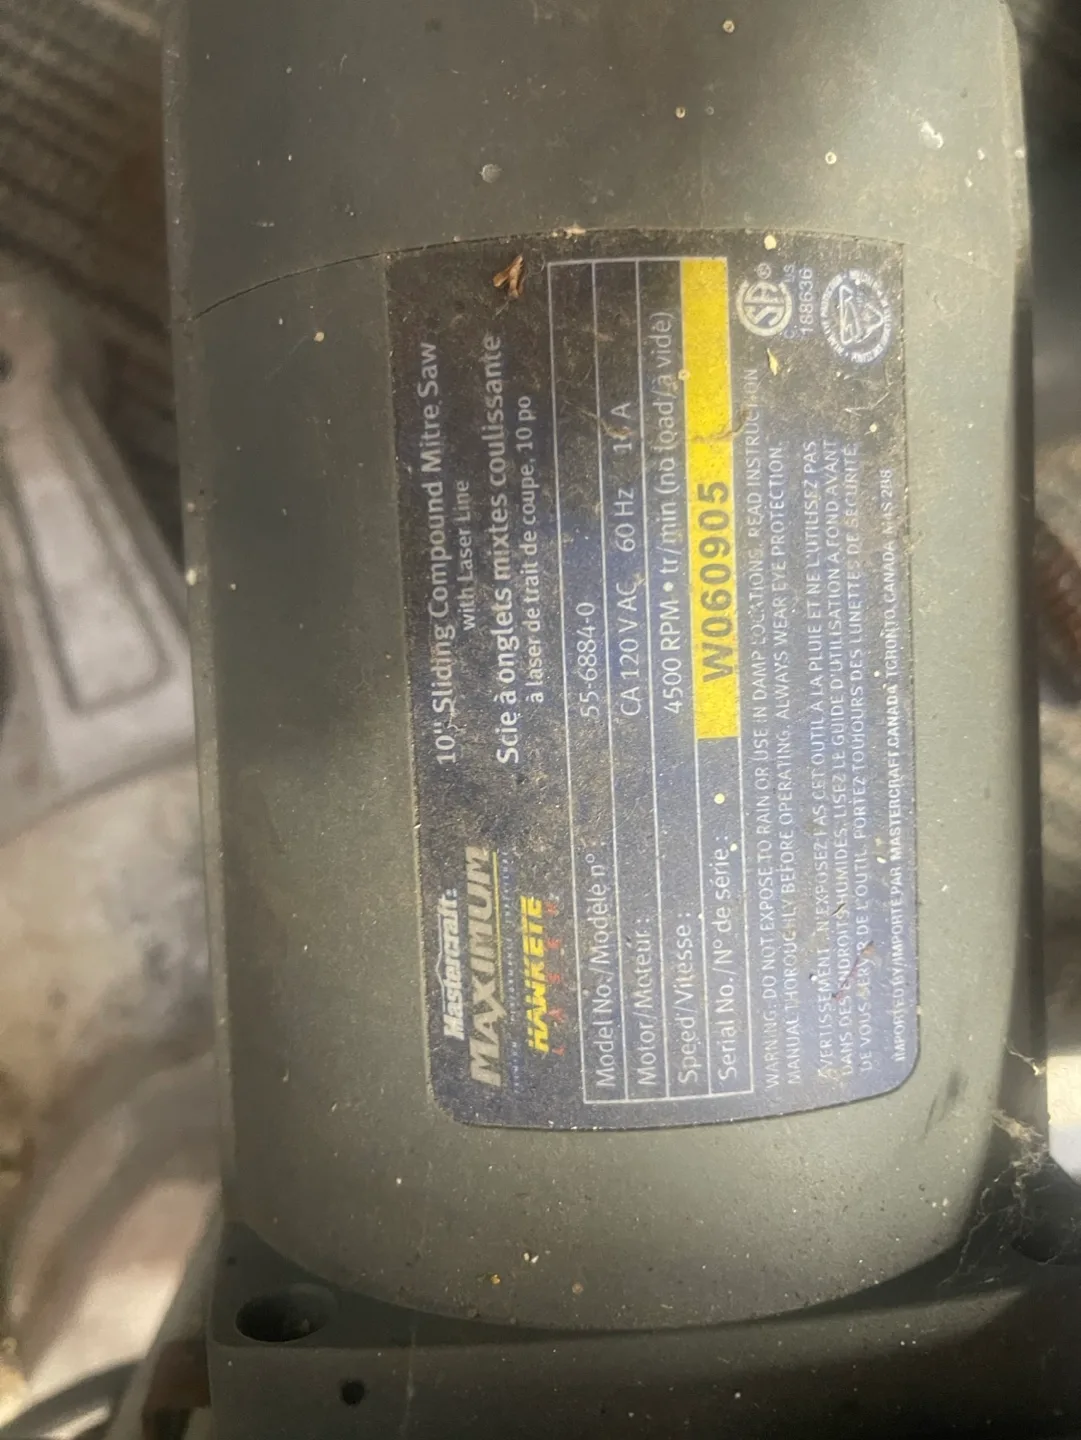 Mastercraft
MAXIMUM
HAWKEYE
LASER
10" Sliding Compound Mitre Saw
with Laser Line
Scie à onglets mixtes coulissante
à laser de trait de coupe, 10 po
Model No./Modèle nº 55-6884-0
Motor/Moteur: CA 120 V AC 60 Hz A
Speed/Vitesse: 4500 RPM • tr/min (no load/à vide)
Serial No./Nº de série: W060905
WARNING: DO NOT EXPOSE TO RAIN OR USE IN DAMP LOCATIONS. READ INSTRUCTION
MANUAL THOROUGHLY BEFORE OPERATING. ALWAYS WEAR EYE PROTECTION.
AVERTISSEMENT: N'EXPOSEZ PAS CET OUTIL À LA PLUIE ET NE L'UTILISEZ PAS
DANS DES ENDROITS HUMIDES. LISEZ LE GUIDE D'UTILISATION À FOND AVANT
DE VOUS SERVIR DE L'OUTIL. PORTEZ TOUJOURS DES LUNETTES DE SÉCURITÉ.
IMPORTED BY/IMPORTÉ PAR MASTERCRAFT CANADA TORONTO, CANADA M4S 2B8
SA®
C US
188636